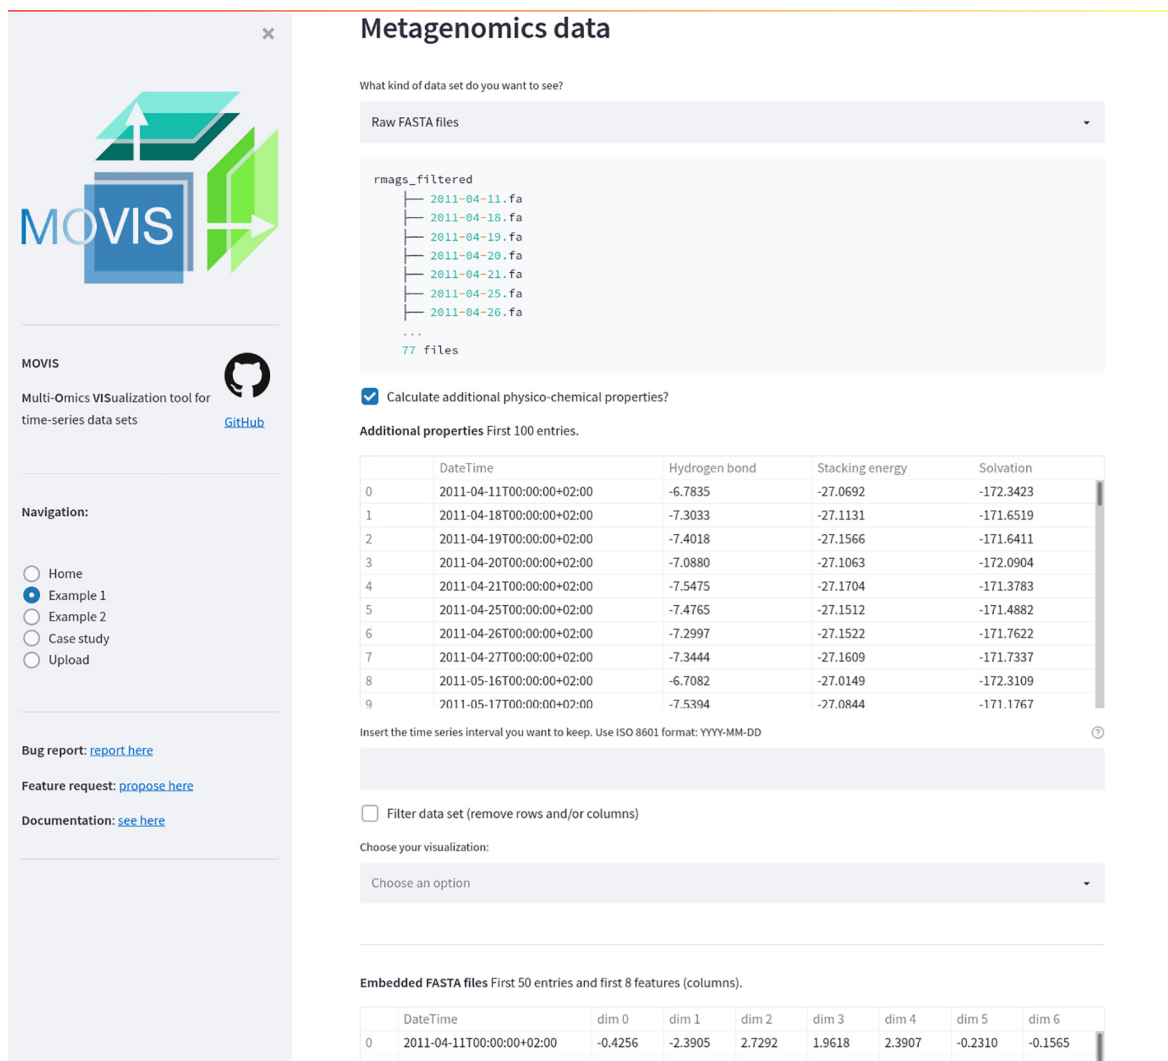 ×
MOVIS
MOVIS
Multi-Omics VISualization tool for
time-series data sets
GitHub
Navigation:
Home
Example 1
Example 2
Case study
Upload
Bug report: report here
Feature request: propose here
Documentation: see here
Metagenomics data
What kind of data set do you want to see?
Raw FASTA files
rmags_filtered
├── 2011-04-11.fa
├── 2011-04-18.fa
├── 2011-04-19.fa
├── 2011-04-20.fa
├── 2011-04-21.fa
├── 2011-04-25.fa
├── 2011-04-26.fa
...
77 files
Calculate additional physico-chemical properties?
Additional properties First 100 entries.
DateTime Hydrogen bond Stacking energy Solvation
0 2011-04-11T00:00:00+02:00 -6.7835 -27.0692 -172.3423
1 2011-04-18T00:00:00+02:00 -7.3033 -27.1131 -171.6519
2 2011-04-19T00:00:00+02:00 -7.4018 -27.1566 -171.6411
3 2011-04-20T00:00:00+02:00 -7.0880 -27.1063 -172.0904
4 2011-04-21T00:00:00+02:00 -7.5475 -27.1704 -171.3783
5 2011-04-25T00:00:00+02:00 -7.4765 -27.1512 -171.4882
6 2011-04-26T00:00:00+02:00 -7.2997 -27.1522 -171.7622
7 2011-04-27T00:00:00+02:00 -7.3444 -27.1609 -171.7337
8 2011-05-16T00:00:00+02:00 -6.7082 -27.0149 -172.3109
9 2011-05-17T00:00:00+02:00 -7.5394 -27.0844 -171.1767
Insert the time series interval you want to keep. Use ISO 8601 format: YYYY-MM-DD
?
Filter data set (remove rows and/or columns)
Choose your visualization:
Choose an option
Embedded FASTA files First 50 entries and first 8 features (columns).
DateTime dim 0 dim 1 dim 2 dim 3 dim 4 dim 5 dim 6
0 2011-04-11T00:00:00+02:00 -0.4256 -2.3905 2.7292 1.9618 2.3907 -0.2310 -0.1565